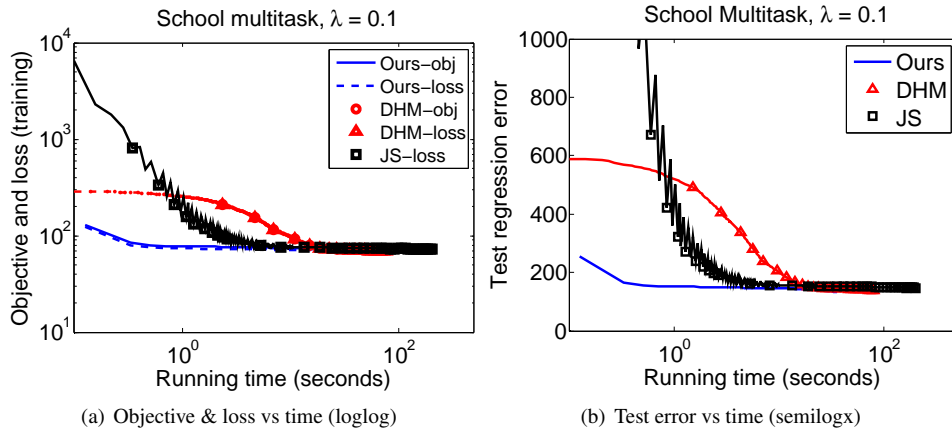 School multitask, λ = 0.1
Objective and loss (training)
10^4
10^3
10^2
10^1
Ours−obj
Ours−loss
DHM−obj
DHM−loss
JS−loss
10^0
10^2
Running time (seconds)
(a) Objective & loss vs time (loglog)
School Multitask, λ = 0.1
Test regression error
1000
800
600
400
200
0
Ours
DHM
JS
10^0
10^2
Running time (seconds)
(b) Test error vs time (semilogx)